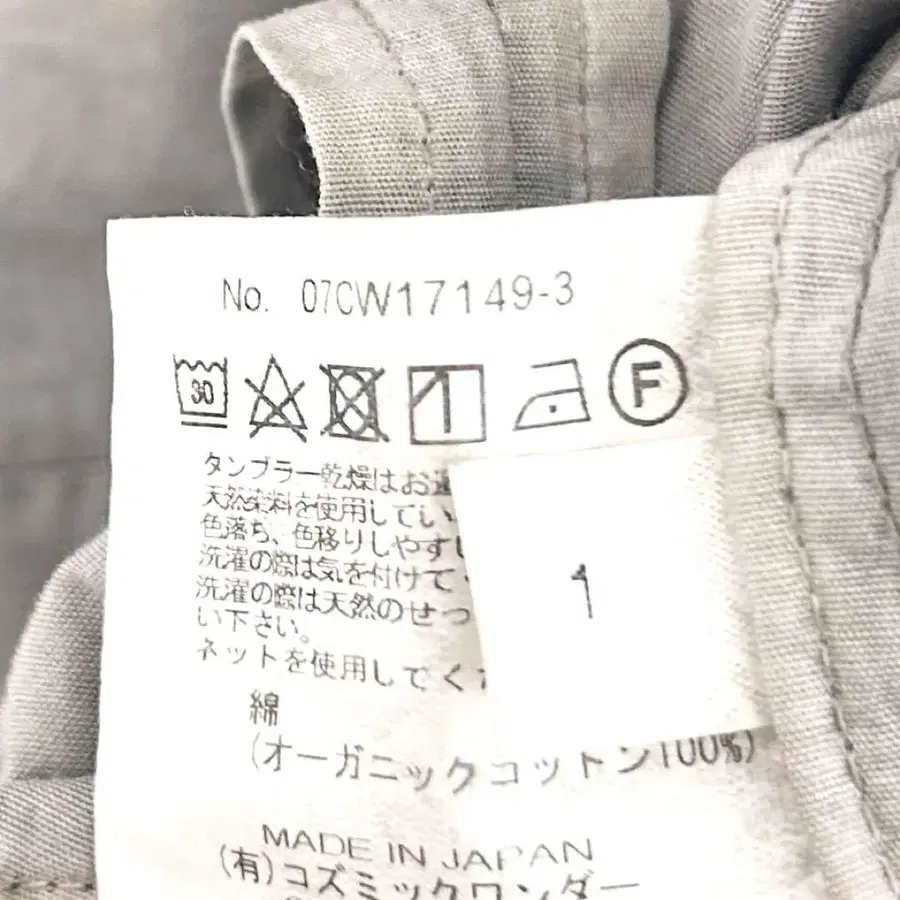 No. 07CW17149-3
30
F
タンブラー乾燥はお
天然染料を使用してい
色落ち、色移りしやす
洗濯の際は気を付けて
洗濯の際は天然のせつ
い下さい。
ネットを使用してく
1
綿
(オーガニックコットン100%)
MADE IN JAPAN
(有)コズミックワンダー